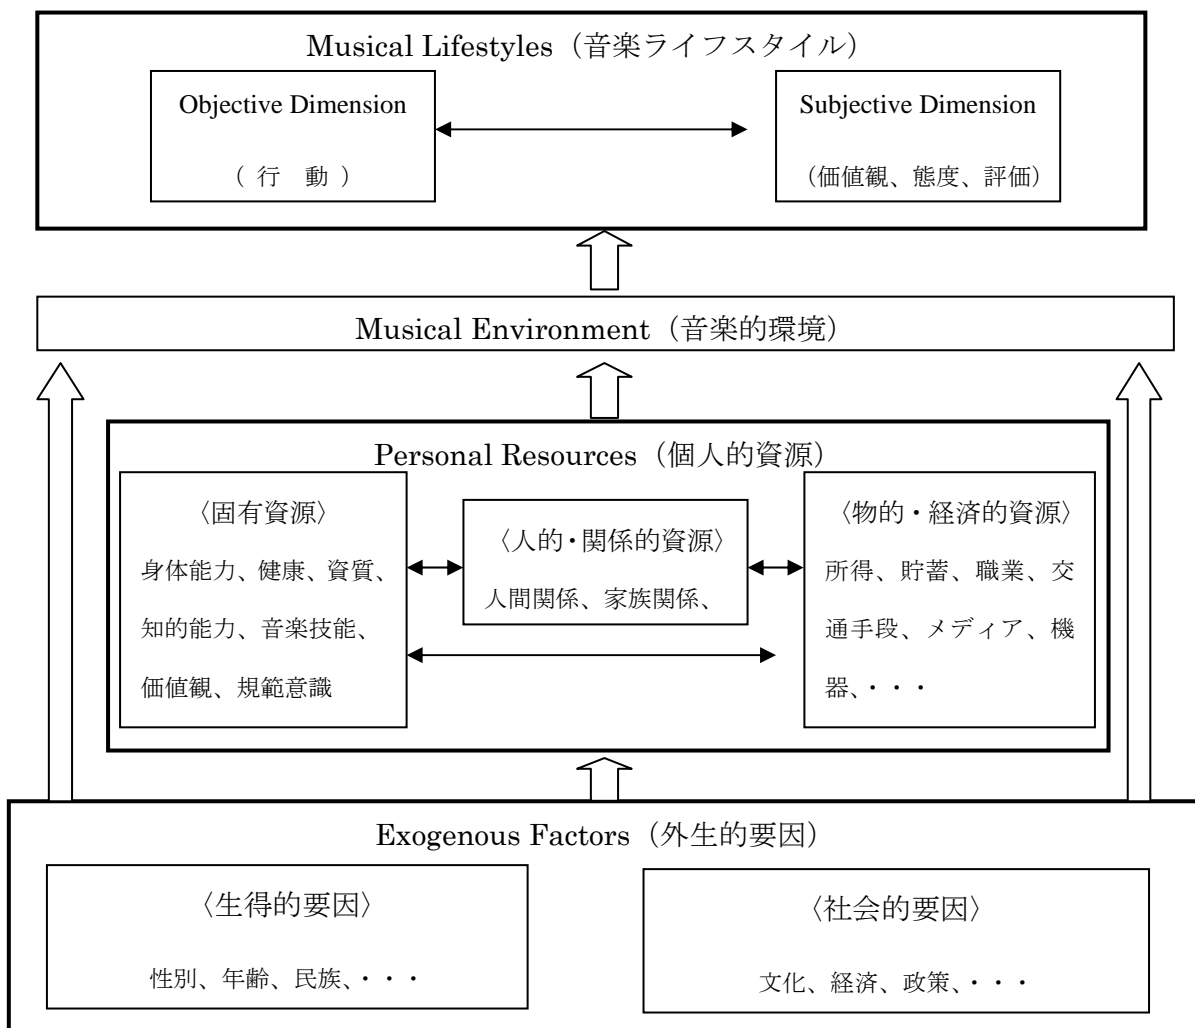 Musical Lifestyles（音楽ライフスタイル）
Objective Dimension
（ 行　動 ）
Subjective Dimension
（価値観、態度、評価）
Musical Environment（音楽的環境）
Personal Resources（個人的資源）
〈固有資源〉
身体能力、健康、資質、
知的能力、音楽技能、
価値観、規範意識
〈人的・関係的資源〉
人間関係、家族関係、
〈物的・経済的資源〉
所得、貯蓄、職業、交
通手段、メディア、機
器、・・・
Exogenous Factors（外生的要因）
〈生得的要因〉
性別、年齢、民族、・・・
〈社会的要因〉
文化、経済、政策、・・・